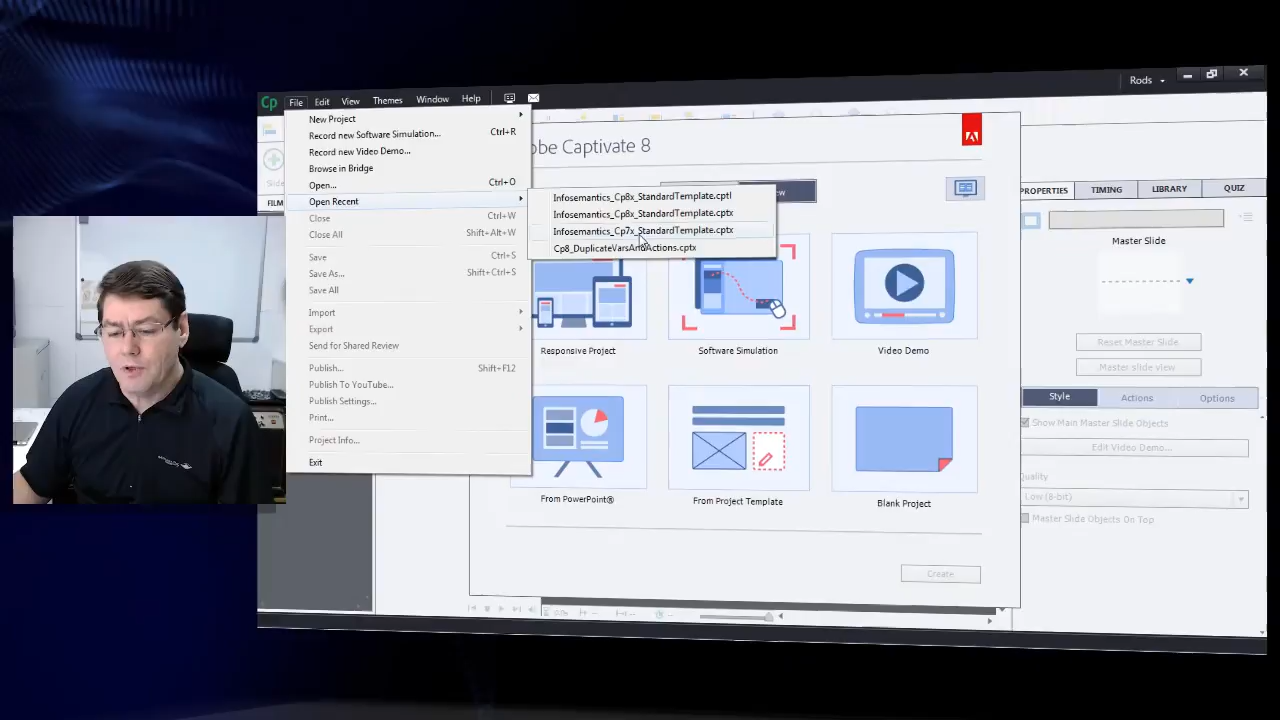 Cp File Edit View Themes Window Help
Rods
New Project
Record new Software Simulation... Ctrl+R
Record new Video Demo...
Browse in Bridge
Open... Ctrl+O
Open Recent
Close Ctrl+W
Close All Shift+Alt+W
Save Ctrl+S
Save As... Shift+Ctrl+S
Save All
Import
Export
Send for Shared Review
Publish... Shift+F12
Publish To YouTube...
Publish Settings...
Print...
Project Info...
Exit
Infosemantics_Cp8x_StandardTemplate.cptl
Infosemantics_Cp8x_StandardTemplate.cptx
Infosemantics_Cp7x_StandardTemplate.cptx
Cp8_DuplicateVarsAndActions.cptx
obe Captivate 8
Responsive Project
Software Simulation
Video Demo
From PowerPoint®
From Project Template
Blank Project
Create
FILM
PROPERTIES TIMING LIBRARY QUIZ
Master Slide
Reset Master Slide
Master slide view
Style Actions Options
Show Main Master Slide Objects
Edit Video Demo...
Quality
Low (8-bit)
Master Slide Objects On Top